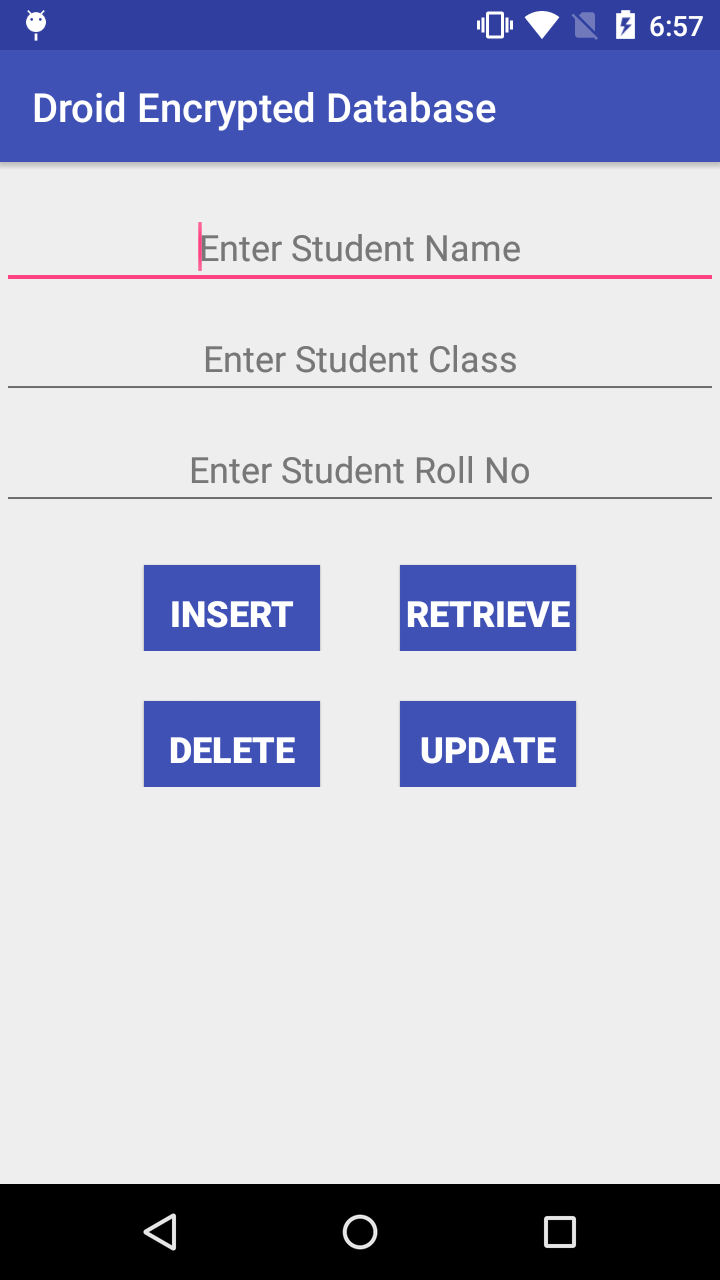 6:57
Droid Encrypted Database
Enter Student Name
Enter Student Class
Enter Student Roll No
INSERT RETRIEVE
DELETE UPDATE